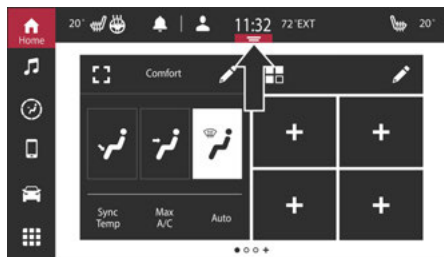 20° 11:32 72°EXT 20°
Home
Comfort
Sync Temp
Max A/C
Auto